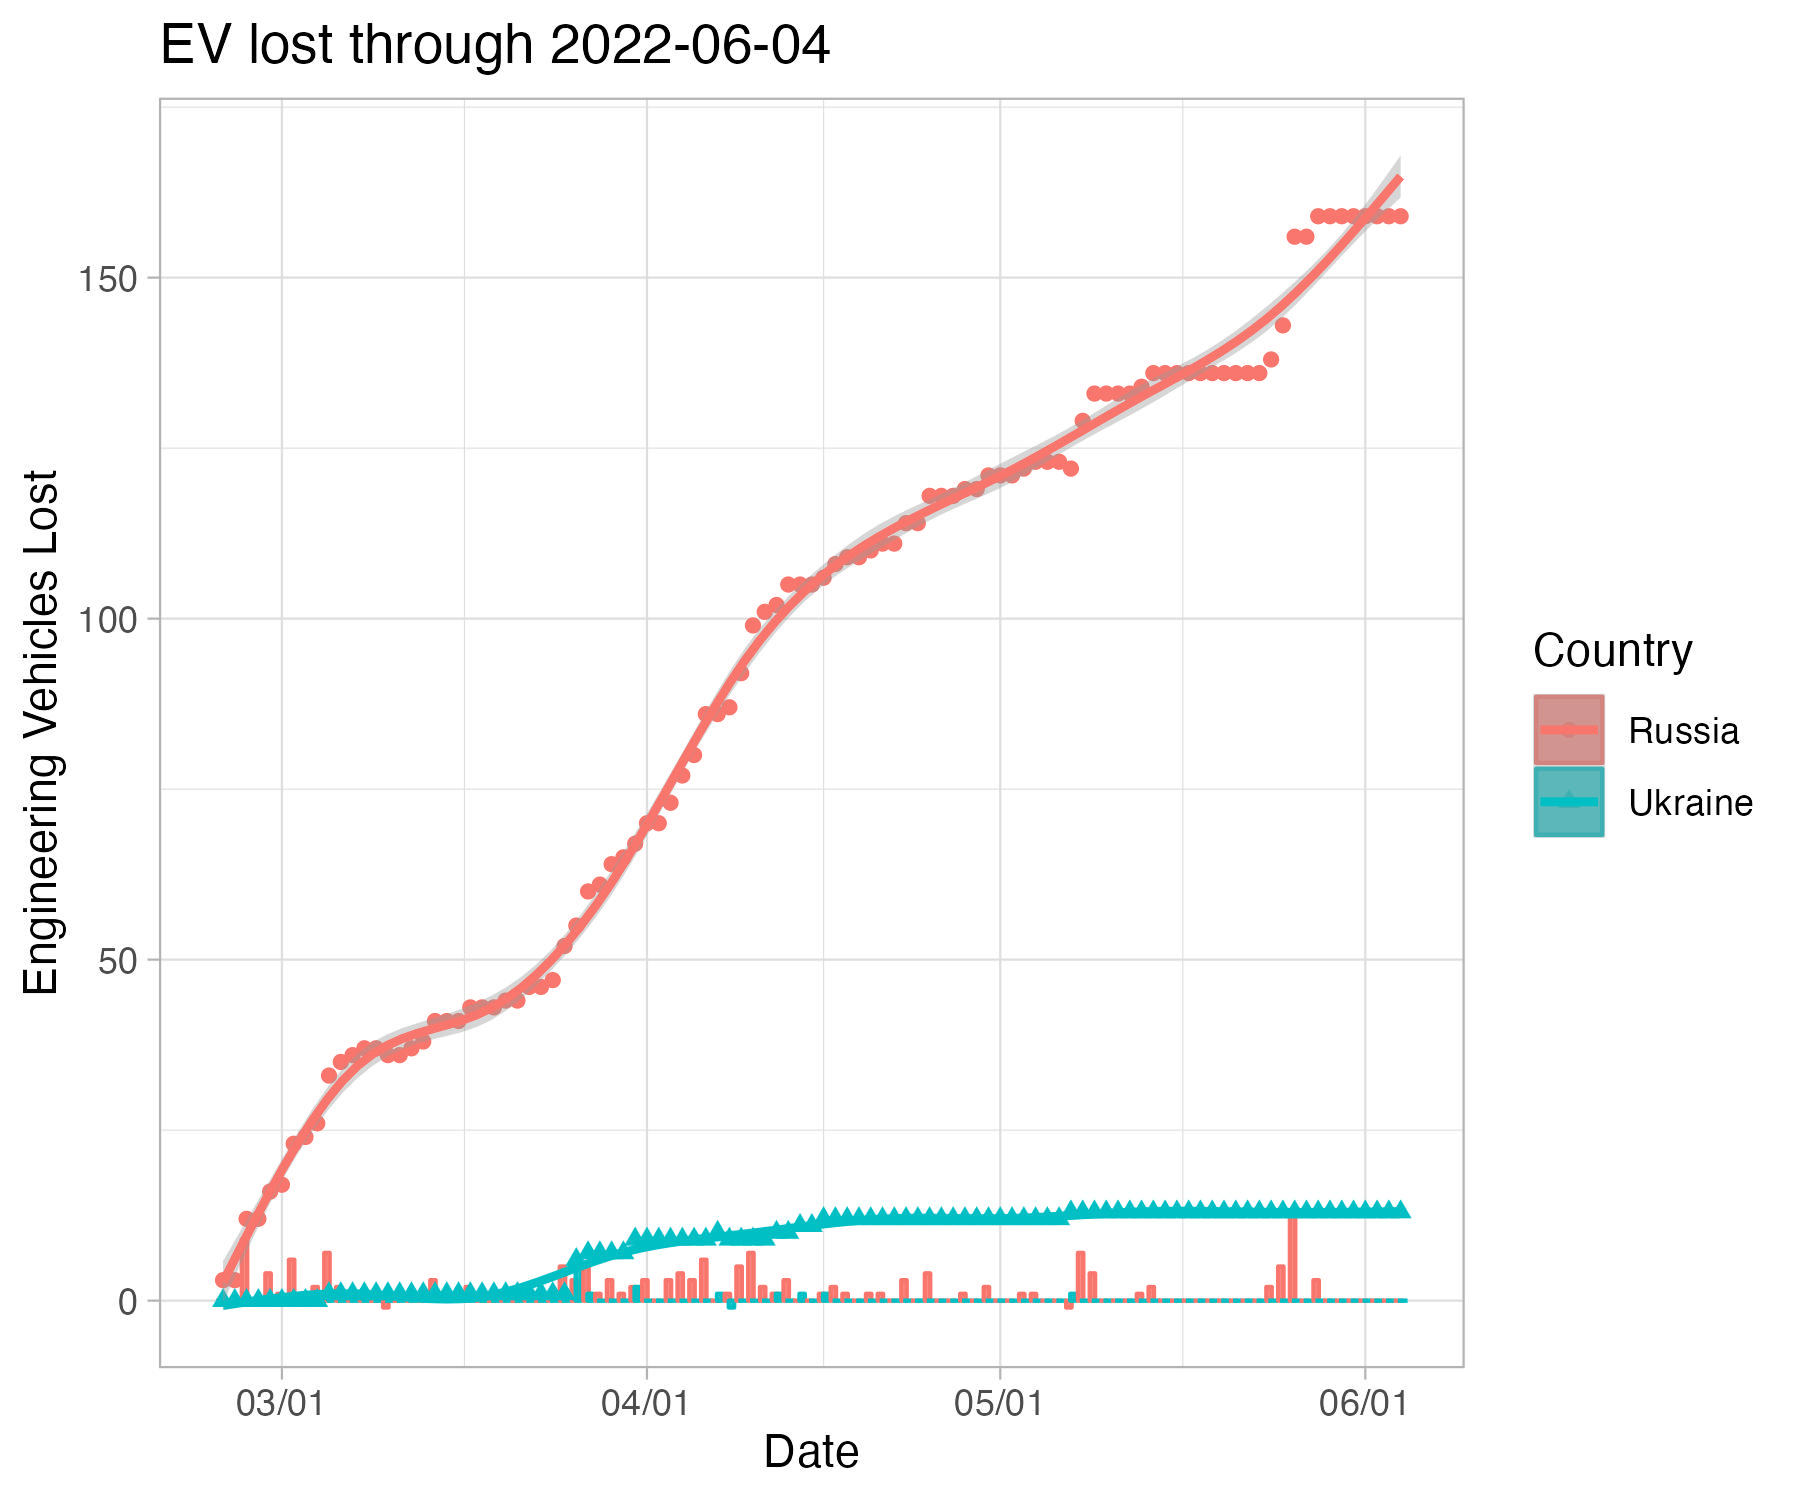 EV lost through 2022-06-04
Engineering Vehicles Lost
150
100
50
0
03/01
04/01
05/01
06/01
Date
Country
Russia
Ukraine